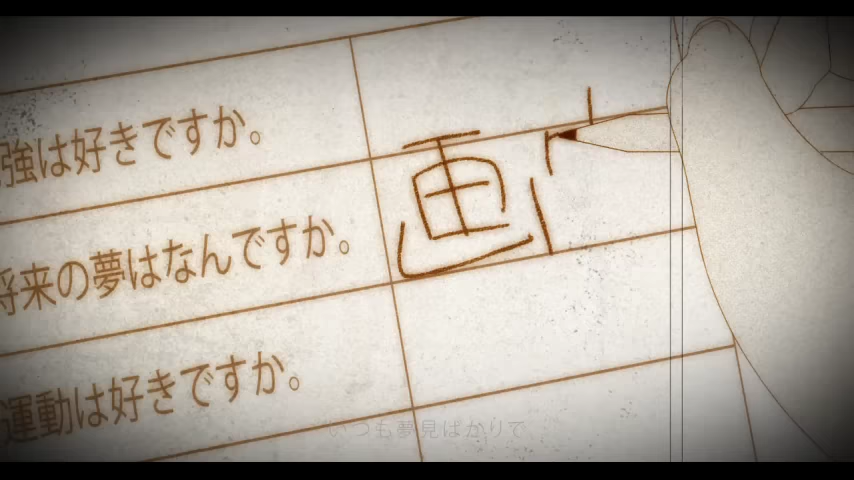 強は好きですか。
将来の夢はなんですか。
画
運動は好きですか。
いつも夢見ばかりで